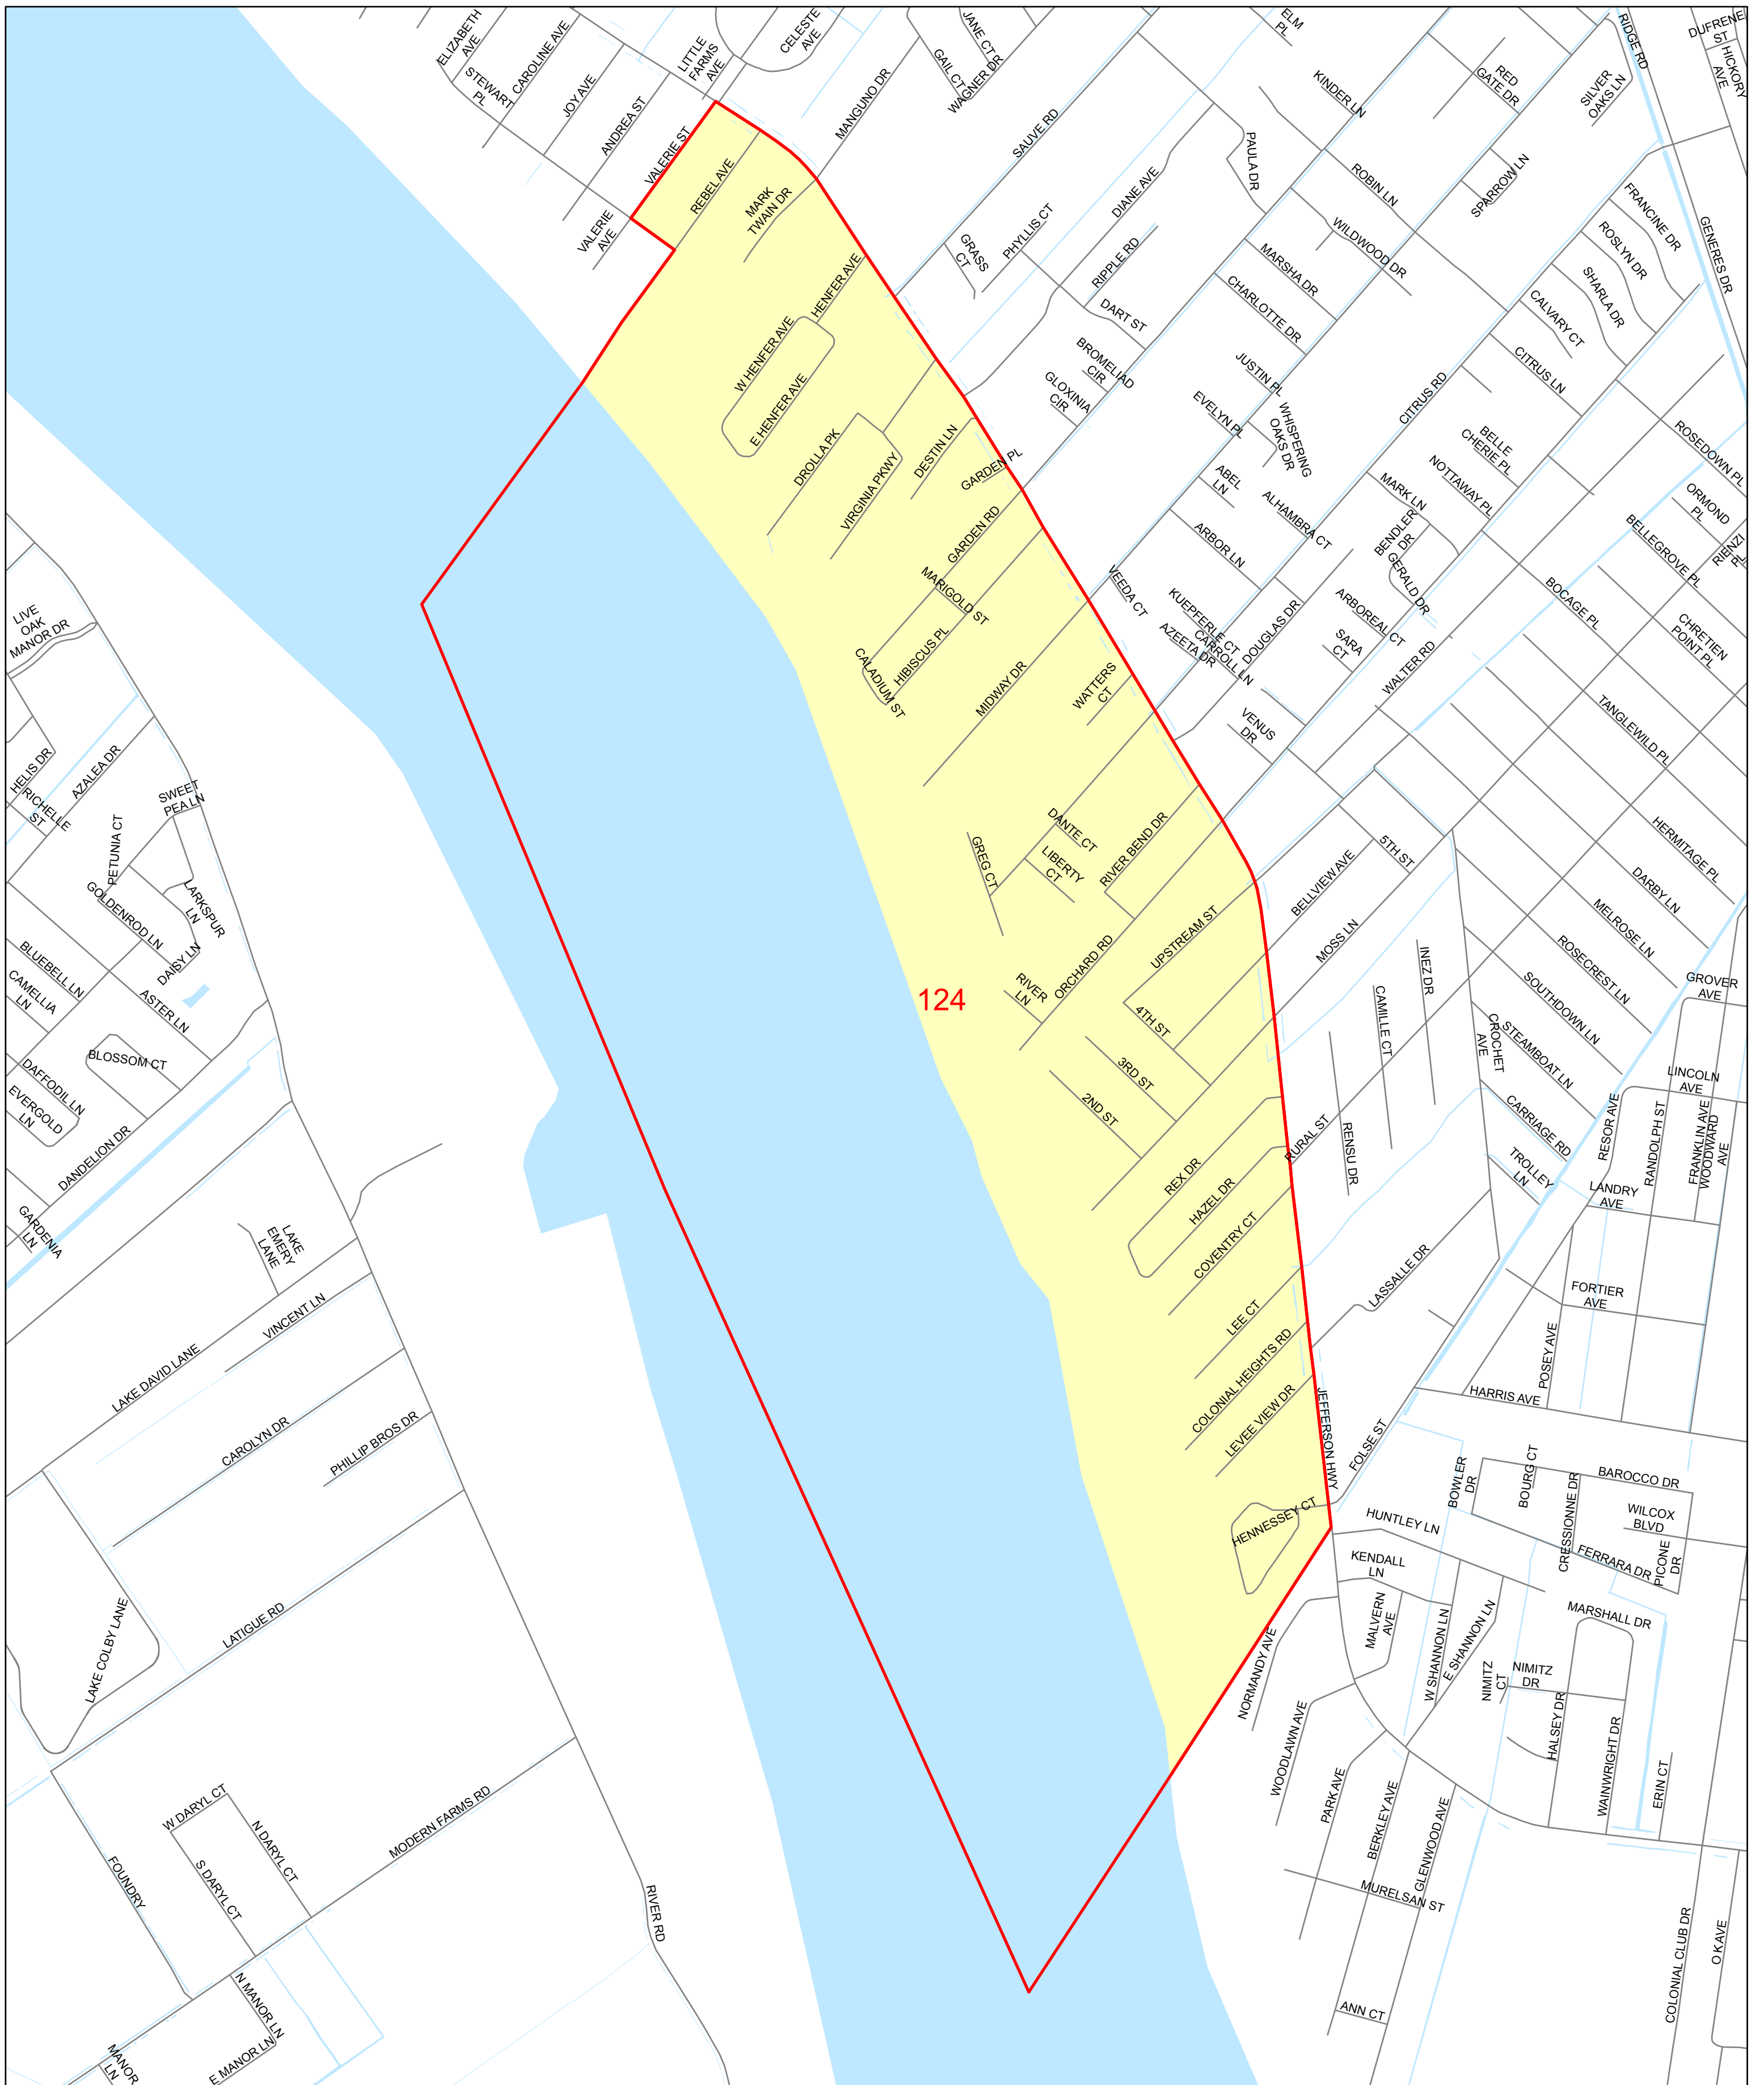 ELIZABETH
AVE
STEWART
PL
CAROLINE AVE
JOY AVE
ANDREA ST
LITTLE
FARMS
AVE
CELESTE
AVE
JANE CT
GAIL CT
WAGNER DR
ELM
PL
RIDGE RD
DUFRENE
ST
HICKORY
AVE
MANGUNO DR
SAUVE RD
KINDER LN
RED
GATE DR
SILVER
OAKS LN
VALERIE ST
REBEL AVE
MARK
TWAIN DR
VALERIE
AVE
PAULA DR
DIANE AVE
ROBIN LN
SPARROW LN
FRANCINE DR
GENERES DR
ROSLYN DR
SHARLA DR
CALVARY CT
WILDWOOD DR
GRASS
CT
PHYLLIS CT
RIPPLE RD
MARSHA DR
CHARLOTTE DR
DART ST
BROMELIAD
CIR
GLOXINIA
CIR
HENFER AVE
W HENFER AVE
E HENFER AVE
JUSTIN PL
EVELYN PL
WHISPERING
OAKS DR
CITRUS RD
CITRUS LN
BELLE
CHERIE PL
NOTTAWAY PL
MARK LN
ROSEDOWN PL
ORMOND
PL
RIENZI
PL
BELLEGROVE PL
DROLLA PK
VIRGINIA PKWY
DESTIN LN
GARDEN PL
GARDEN RD
ABEL
LN
ALHAMBRA CT
ARBOR LN
BENDLER
DR
GERALD DR
BOCAGE PL
CHRETIEN
POINT PL
MARIGOLD ST
HIBISCUS PL
CALADIUM ST
MIDWAY DR
VEEDA CT
KUEPFERLE CT
CARROLL LN
AZEETA DR
DOUGLAS DR
ARBOREAL CT
SARA
CT
WALTER RD
TANGLEWILD PL
WATTERS
CT
VENUS
DR
LIVE
OAK
MANOR DR
HELIS DR
RICHELLE
ST
AZALEA DR
SWEET
PEA LN
PETUNIA CT
GOLDENROD LN
LARKSPUR
LN
DAISY LN
BLUEBELL LN
CAMELLIA
LN
ASTER LN
DAFFODIL LN
BLOSSOM CT
EVERGOLD
LN
DANDELION DR
GARDENIA
LN
GREG CT
DANTE CT
LIBERTY
CT
RIVER BEND DR
BELLVIEW AVE
5TH ST
HERMITAGE PL
DARBY LN
MELROSE LN
ROSECREST LN
SOUTHDOWN LN
STEAMBOAT LN
GROVER
AVE
UPSTREAM ST
ORCHARD RD
RIVER
LN
124
MOSS LN
INEZ DR
CAMILLE CT
CROCHET
AVE
4TH ST
3RD ST
2ND ST
RENSU DR
RURAL ST
CARRIAGE RD
TROLLEY
LN
RESOR AVE
RANDOLPH ST
LINCOLN
AVE
FRANKLIN AVE
WOODWARD
AVE
LANDRY
AVE
REX DR
HAZEL DR
COVENTRY CT
LASSALLE DR
FORTIER
AVE
POSEY AVE
HARRIS AVE
LAKE
EMERY
LANE
VINCENT LN
LAKE DAVID LANE
CAROLYN DR
PHILLIP BROS DR
LATIGUE RD
LAKE COLBY LANE
LEE CT
COLONIAL HEIGHTS RD
LEVEE VIEW DR
JEFFERSON HWY
FOLSE ST
HENNESSEY CT
HUNTLEY LN
KENDALL
LN
BOWLER
DR
BOURG CT
BAROCCO DR
CRESSIONNE DR
WILCOX
BLVD
FERRARA DR
PICONE
DR
MARSHALL DR
MALVERN
AVE
W SHANNON LN
E SHANNON LN
NORMANDY AVE
NIMITZ
CT
NIMITZ
DR
HALSEY DR
WAINWRIGHT DR
ERIN CT
WOODLAWN AVE
PARK AVE
BERKLEY AVE
GLENWOOD AVE
MURELSAN ST
ANN CT
COLONIAL CLUB DR
O K AVE
W DARYL CT
N DARYL CT
S DARYL CT
FOUNDRY
MODERN FARMS RD
RIVER RD
N MANOR LN
E MANOR LN
MANOR
LN